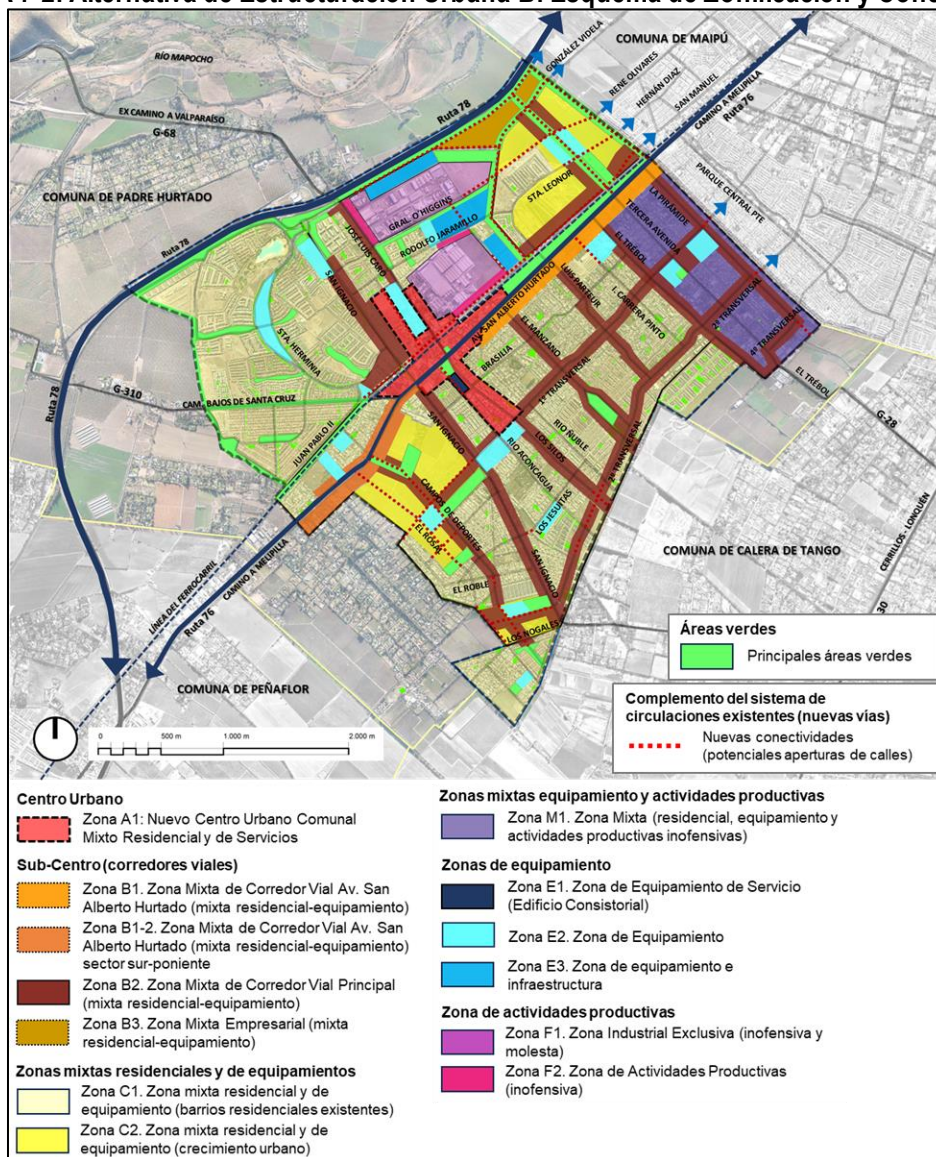 COMUNA DE MAIPÚ
RÍO MAPOCHO
GONZÁLEZ VIDELA
RENE OLIVARES
HERNÁN DIAZ
SAN MANUEL
CAMINO A MELIPILLA
Ruta 76
Ruta 78
EX CAMINO A VALPARAÍSO
G-68
PARQUE CENTRAL PTE
COMUNA DE PADRE HURTADO
STA. LEONOR
GRAL. O'HIGGINS
RODOLFO JARAMILLO
LA PIRÁMIDE
TERCERA AVENIDA
EL TRÉBOL
Ruta 78
JOSÉ LUIS CARO
SAN IGNACIO
AV. SAN ALBERTO HURTADO
LUIS PASTEUR
I. CARRERA PINTO
2ª TRANSVERSAL
4ª TRANSVERSAL
STA. HERMINIA
EL MANZANO
BRASILIA
1ª TRANSVERSAL
EL TRÉBOL
G-310
Ruta 78
CAM. BAJOS DE SANTA CRUZ
G-28
JUAN PABLO II
SAN IGNACIO
RIO ÑUBLE
LOS SILOS
RIO ACONCAGUA
2ª TRANSVERSAL
CAMPOS DE DEPORTES
LOS JESUITAS
EL ROSAL
COMUNA DE CALERA DE TANGO
CERRILLOS - LONQUÉN
LÍNEA DEL FERROCARRIL
CAMINO A MELIPILLA
Ruta 76
SAN IGNACIO
EL ROBLE
LOS NOGALES
30
COMUNA DE PEÑAFLOR
0 500 m 1.000 m 2.000 m
Áreas verdes
Principales áreas verdes
Complemento del sistema de
circulaciones existentes (nuevas vías)
Nuevas conectividades
(potenciales aperturas de calles)
Centro Urbano
Zona A1: Nuevo Centro Urbano Comunal
Mixto Residencial y de Servicios
Sub-Centro (corredores viales)
Zona B1. Zona Mixta de Corredor Vial Av. San
Alberto Hurtado (mixta residencial-equipamiento)
Zona B1-2. Zona Mixta de Corredor Vial Av. San
Alberto Hurtado (mixta residencial-equipamiento)
sector sur-poniente
Zona B2. Zona Mixta de Corredor Vial Principal
(mixta residencial-equipamiento)
Zona B3. Zona Mixta Empresarial (mixta
residencial-equipamiento)
Zonas mixtas residenciales y de equipamientos
Zona C1. Zona mixta residencial y de
equipamiento (barrios residenciales existentes)
Zona C2. Zona mixta residencial y de
equipamiento (crecimiento urbano)
Zonas mixtas equipamiento y actividades productivas
Zona M1. Zona Mixta (residencial, equipamiento y
actividades productivas inofensivas)
Zonas de equipamiento
Zona E1. Zona de Equipamiento de Servicio
(Edificio Consistorial)
Zona E2. Zona de Equipamiento
Zona E3. Zona de equipamiento e
infraestructura
Zona de actividades productivas
Zona F1. Zona Industrial Exclusiva (inofensiva y
molesta)
Zona F2. Zona de Actividades Productivas
(inofensiva)